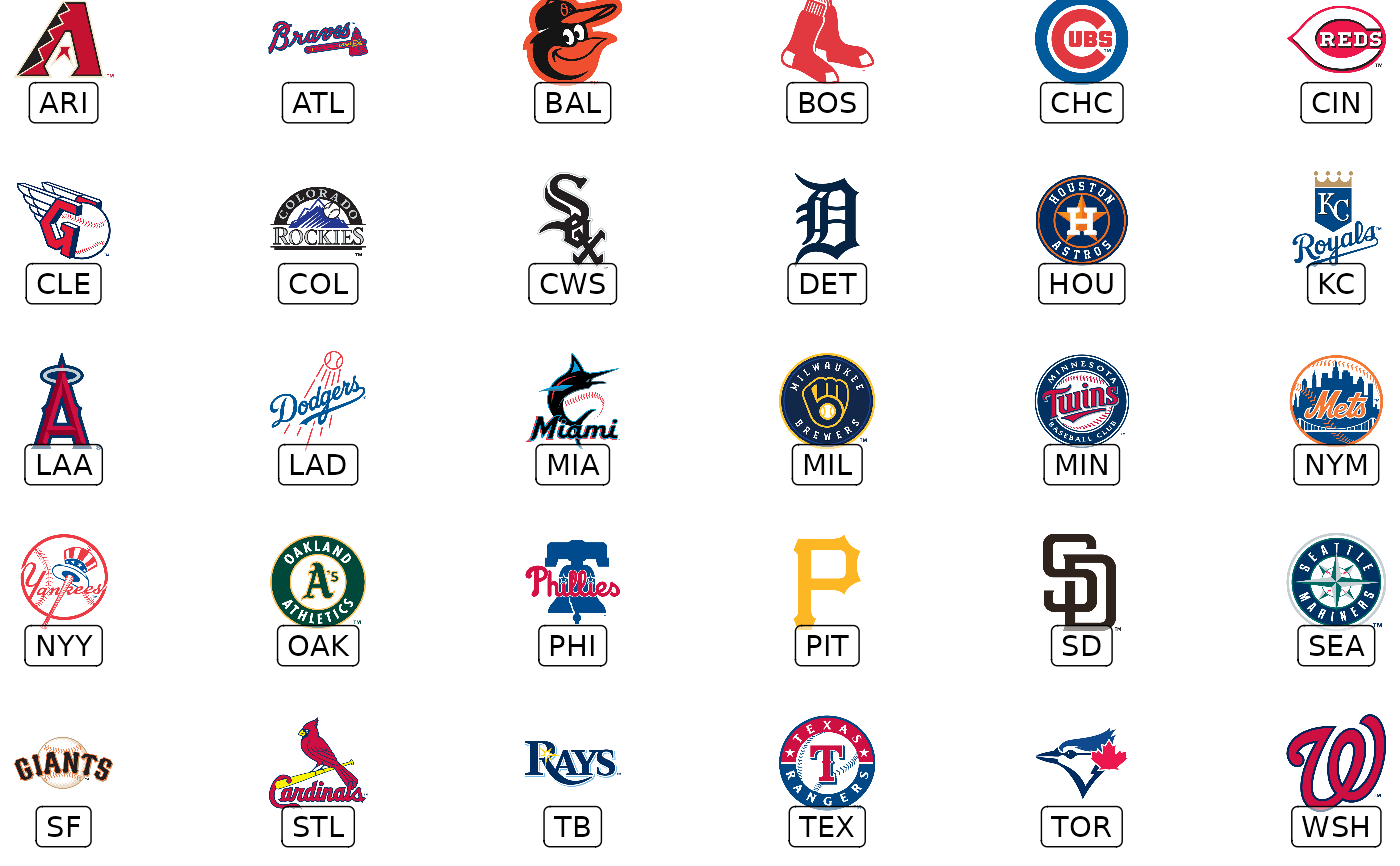 Braves
CUBS
REDS
ARI ATL BAL BOS CHC CIN
COLORADO
ROCKIES
Sox
D
HOUSTON
H
ASTROS
KC
Royals
CLE COL CWS DET HOU KC
A
Dodgers
Miami
MILWAUKEE
BREWERS
MINNESOTA
Twins
BASEBALL CLUB
Mets
LAA LAD MIA MIL MIN NYM
Yankees
OAKLAND
A's
ATHLETICS
Phillies
P
SD
SEATTLE
MARINERS
NYY OAK PHI PIT SD SEA
GIANTS
Cardinals
RAYS
TEXAS
T
RANGERS
W
SF STL TB TEX TOR WSH